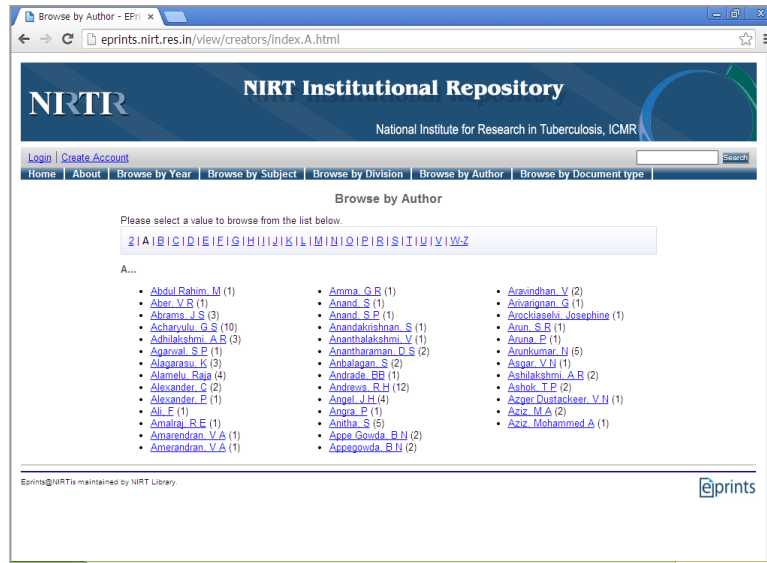 Browse by Author - EPri
eprints.nirt.res.in/view/creators/index.A.html
NIRTIR
NIRT Institutional Repository
National Institute for Research in Tuberculosis, ICMR
Login | Create Account
Search
Home | About | Browse by Year | Browse by Subject | Browse by Division | Browse by Author | Browse by Document type
Browse by Author
Please select a value to browse from the list below.
2 | A | B | C | D | E | F | G | H | I | J | K | L | M | N | O | P | R | S | T | U | V | W-Z
A...
Abdul Rahim, M (1)
Aber, V R (1)
Abrams, J S (3)
Acharyulu, G S (10)
Adhilakshmi, A R (3)
Agarwal, S P (1)
Alagarasu, K (3)
Alamelu, Raja (4)
Alexander, C (2)
Alexander, P (1)
Ali, F (1)
Amalraj, R E (1)
Amarendran, V A (1)
Amerandran, V A (1)
Amma, G R (1)
Anand, S (1)
Anand, S P (1)
Anandakrishnan, S (1)
Ananthalakshmi, V (1)
Anantharaman, D S (2)
Anbalagan, S (2)
Andrade, BB (1)
Andrews, R H (12)
Angel, J H (4)
Angra, P (1)
Anitha, S (5)
Appe Gowda, B N (2)
Appegowda, B N (2)
Aravindhan, V (2)
Arivarignan, G (1)
Arockiaselvi, Josephine (1)
Arun, S R (1)
Aruna, P (1)
Arunkumar, N (5)
Asgar, V N (1)
Ashilakshmi, A R (2)
Ashok, T P (2)
Azger Dustackeer, V N (1)
Aziz, M A (2)
Aziz, Mohammed A (1)
Eprints@NIRTis maintained by NIRT Library.
eprints